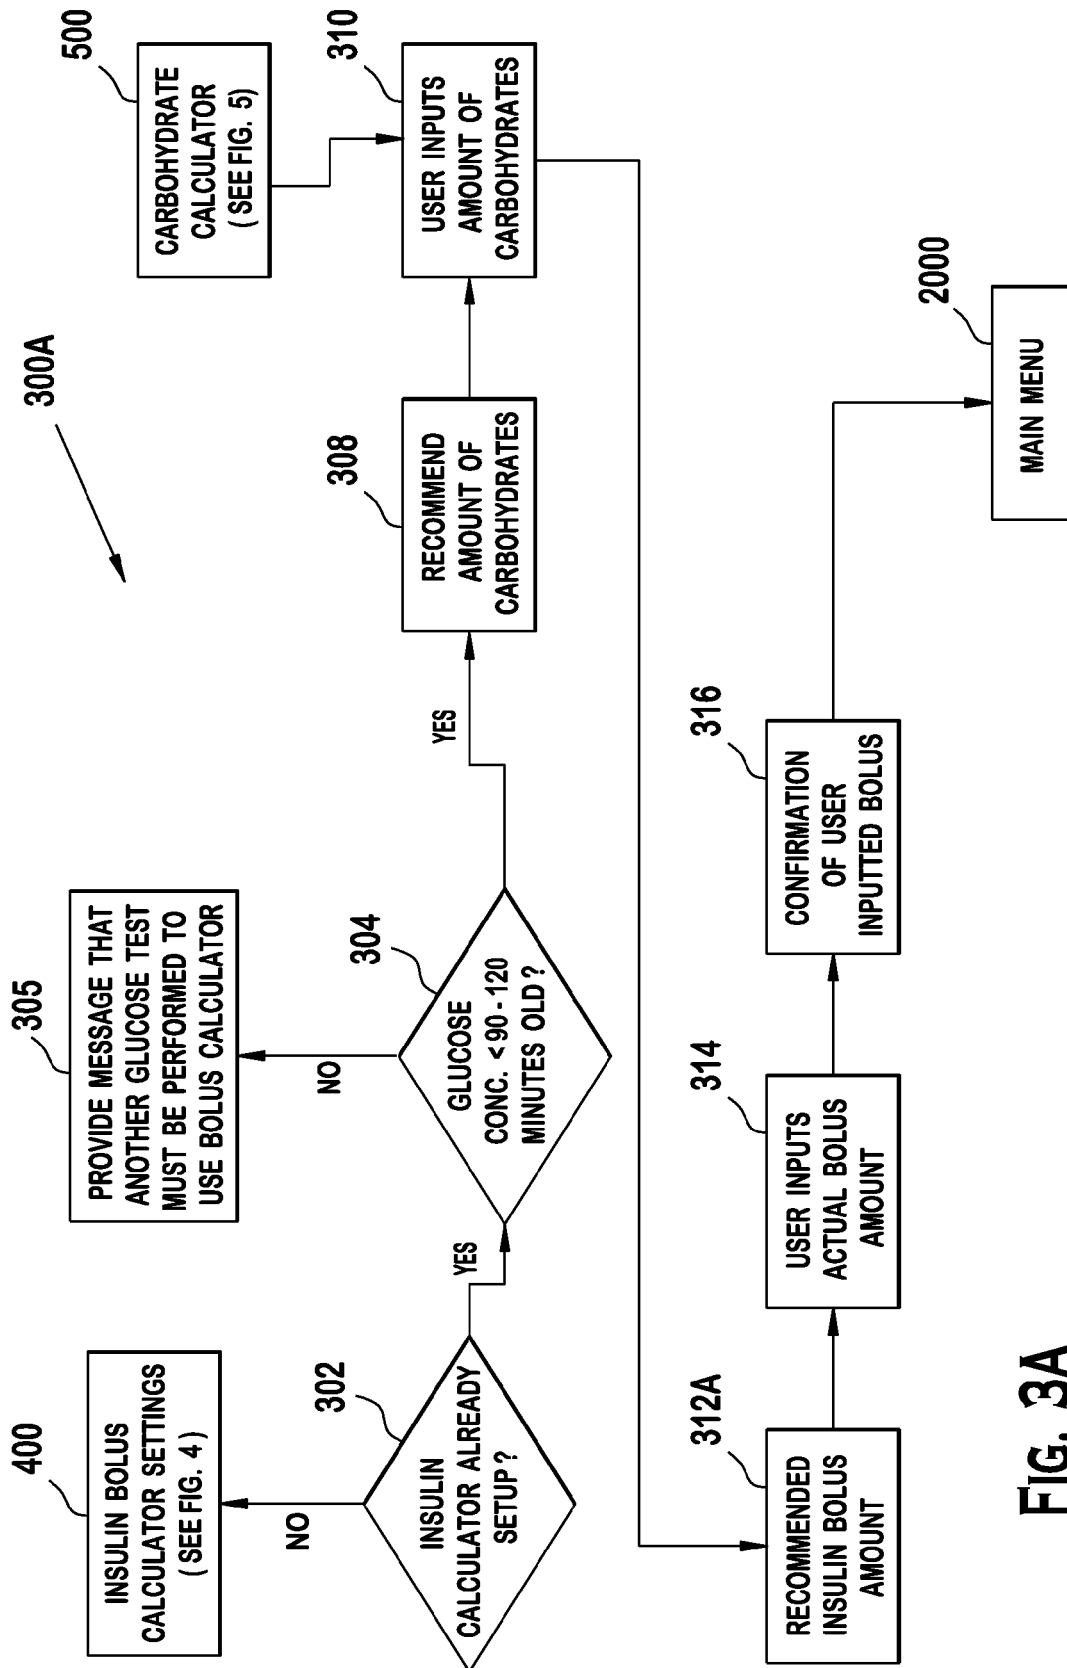 300A
400
INSULIN BOLUS
CALCULATOR SETTINGS
(SEE FIG. 4)
NO
302
INSULIN
CALCULATOR ALREADY
SETUP?
YES
305
PROVIDE MESSAGE THAT
ANOTHER GLUCOSE TEST
MUST BE PERFORMED TO
USE BOLUS CALCULATOR
NO
304
GLUCOSE
CONC. < 90 - 120
MINUTES OLD?
YES
308
RECOMMEND
AMOUNT OF
CARBOHYDRATES
500
CARBOHYDRATE
CALCULATOR
(SEE FIG. 5)
310
USER INPUTS
AMOUNT OF
CARBOHYDRATES
312A
RECOMMENDED
INSULIN BOLUS
AMOUNT
314
USER INPUTS
ACTUAL BOLUS
AMOUNT
316
CONFIRMATION
OF USER
INPUTTED BOLUS
2000
MAIN MENU
FIG. 3A